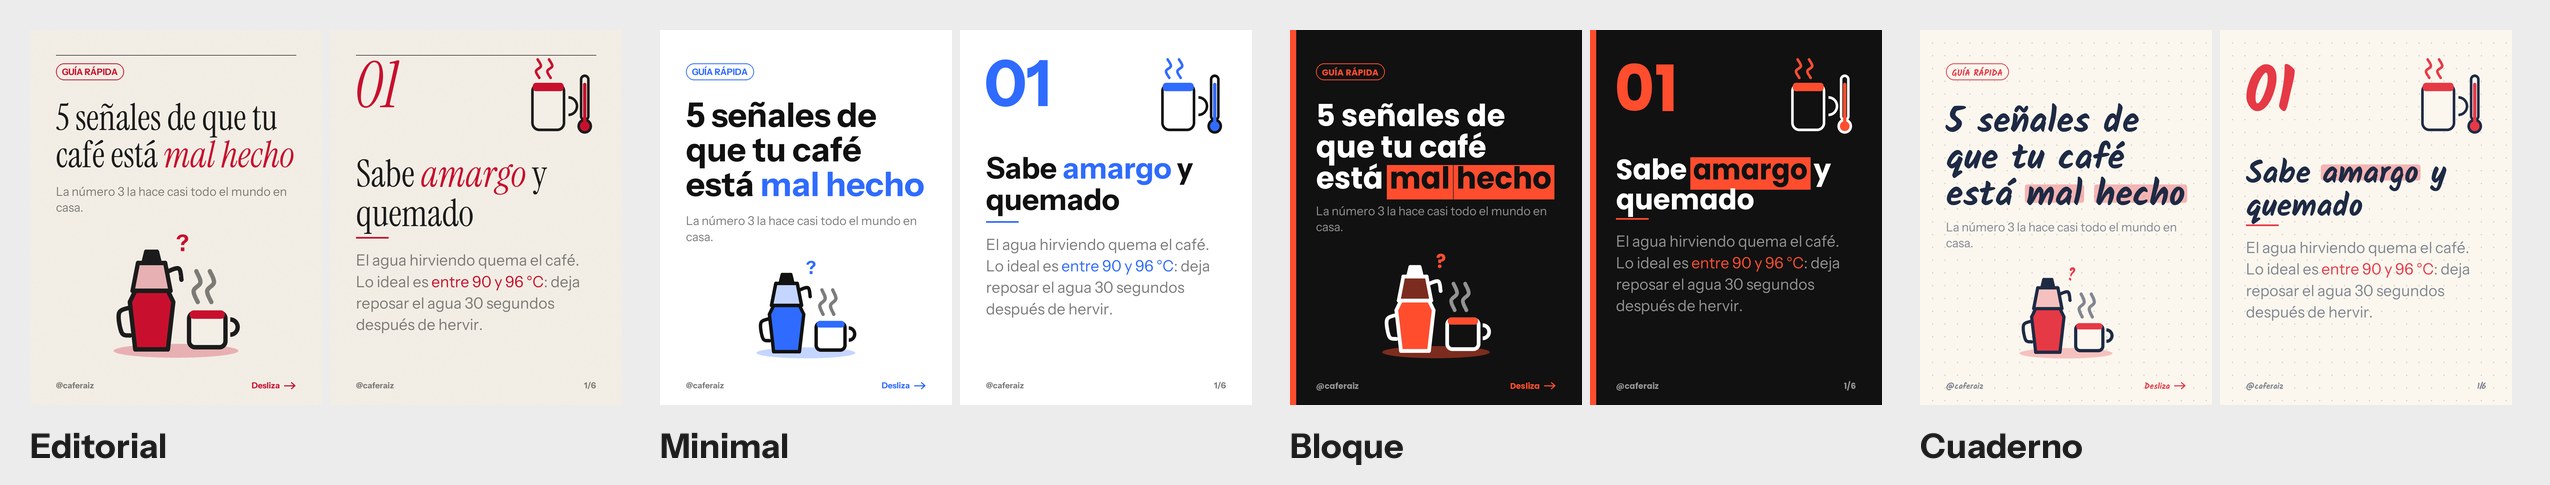 GUÍA RÁPIDA
5 señales de que tu
café está mal hecho
La número 3 la hace casi todo el mundo en
casa.
?
@caferaiz
Desliza →
01
Sabe amargo y
quemado
El agua hirviendo quema el café.
Lo ideal es entre 90 y 96 °C: deja
reposar el agua 30 segundos
después de hervir.
@caferaiz
1/6
Editorial
GUÍA RÁPIDA
5 señales de
que tu café
está mal hecho
La número 3 la hace casi todo el mundo en
casa.
?
@caferaiz
Desliza →
01
Sabe amargo y
quemado
El agua hirviendo quema el café.
Lo ideal es entre 90 y 96 °C: deja
reposar el agua 30 segundos
después de hervir.
@caferaiz
1/6
Minimal
GUÍA RÁPIDA
5 señales de
que tu café
está mal hecho
La número 3 la hace casi todo el mundo en
casa.
?
@caferaiz
Desliza →
01
Sabe amargo y
quemado
El agua hirviendo quema el café.
Lo ideal es entre 90 y 96 °C: deja
reposar el agua 30 segundos
después de hervir.
@caferaiz
1/6
Bloque
GUÍA RÁPIDA
5 señales de
que tu café
está mal hecho
La número 3 la hace casi todo el mundo en
casa.
?
@caferaiz
Desliza →
01
Sabe amargo y
quemado
El agua hirviendo quema el café.
Lo ideal es entre 90 y 96 °C: deja
reposar el agua 30 segundos
después de hervir.
@caferaiz
1/6
Cuaderno